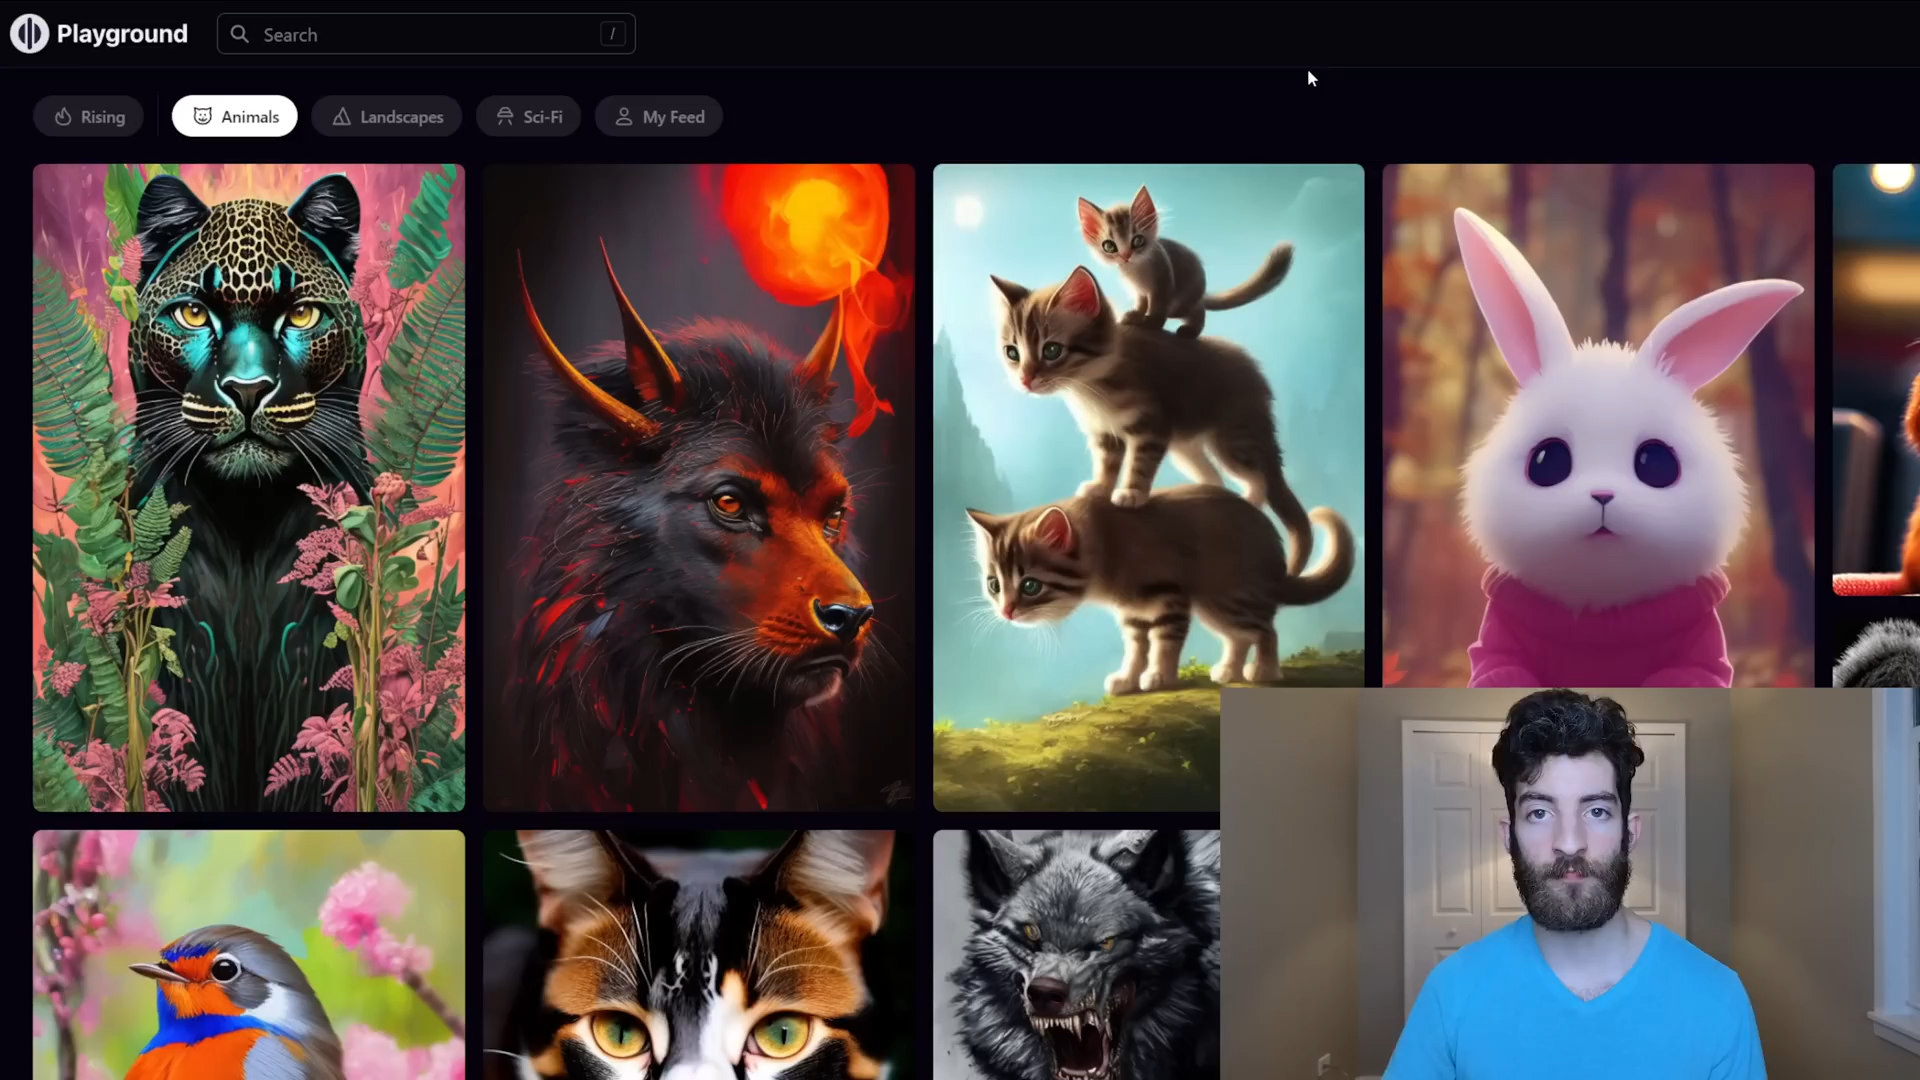 Playground
Search /
Rising
Animals
Landscapes
Sci-Fi
My Feed